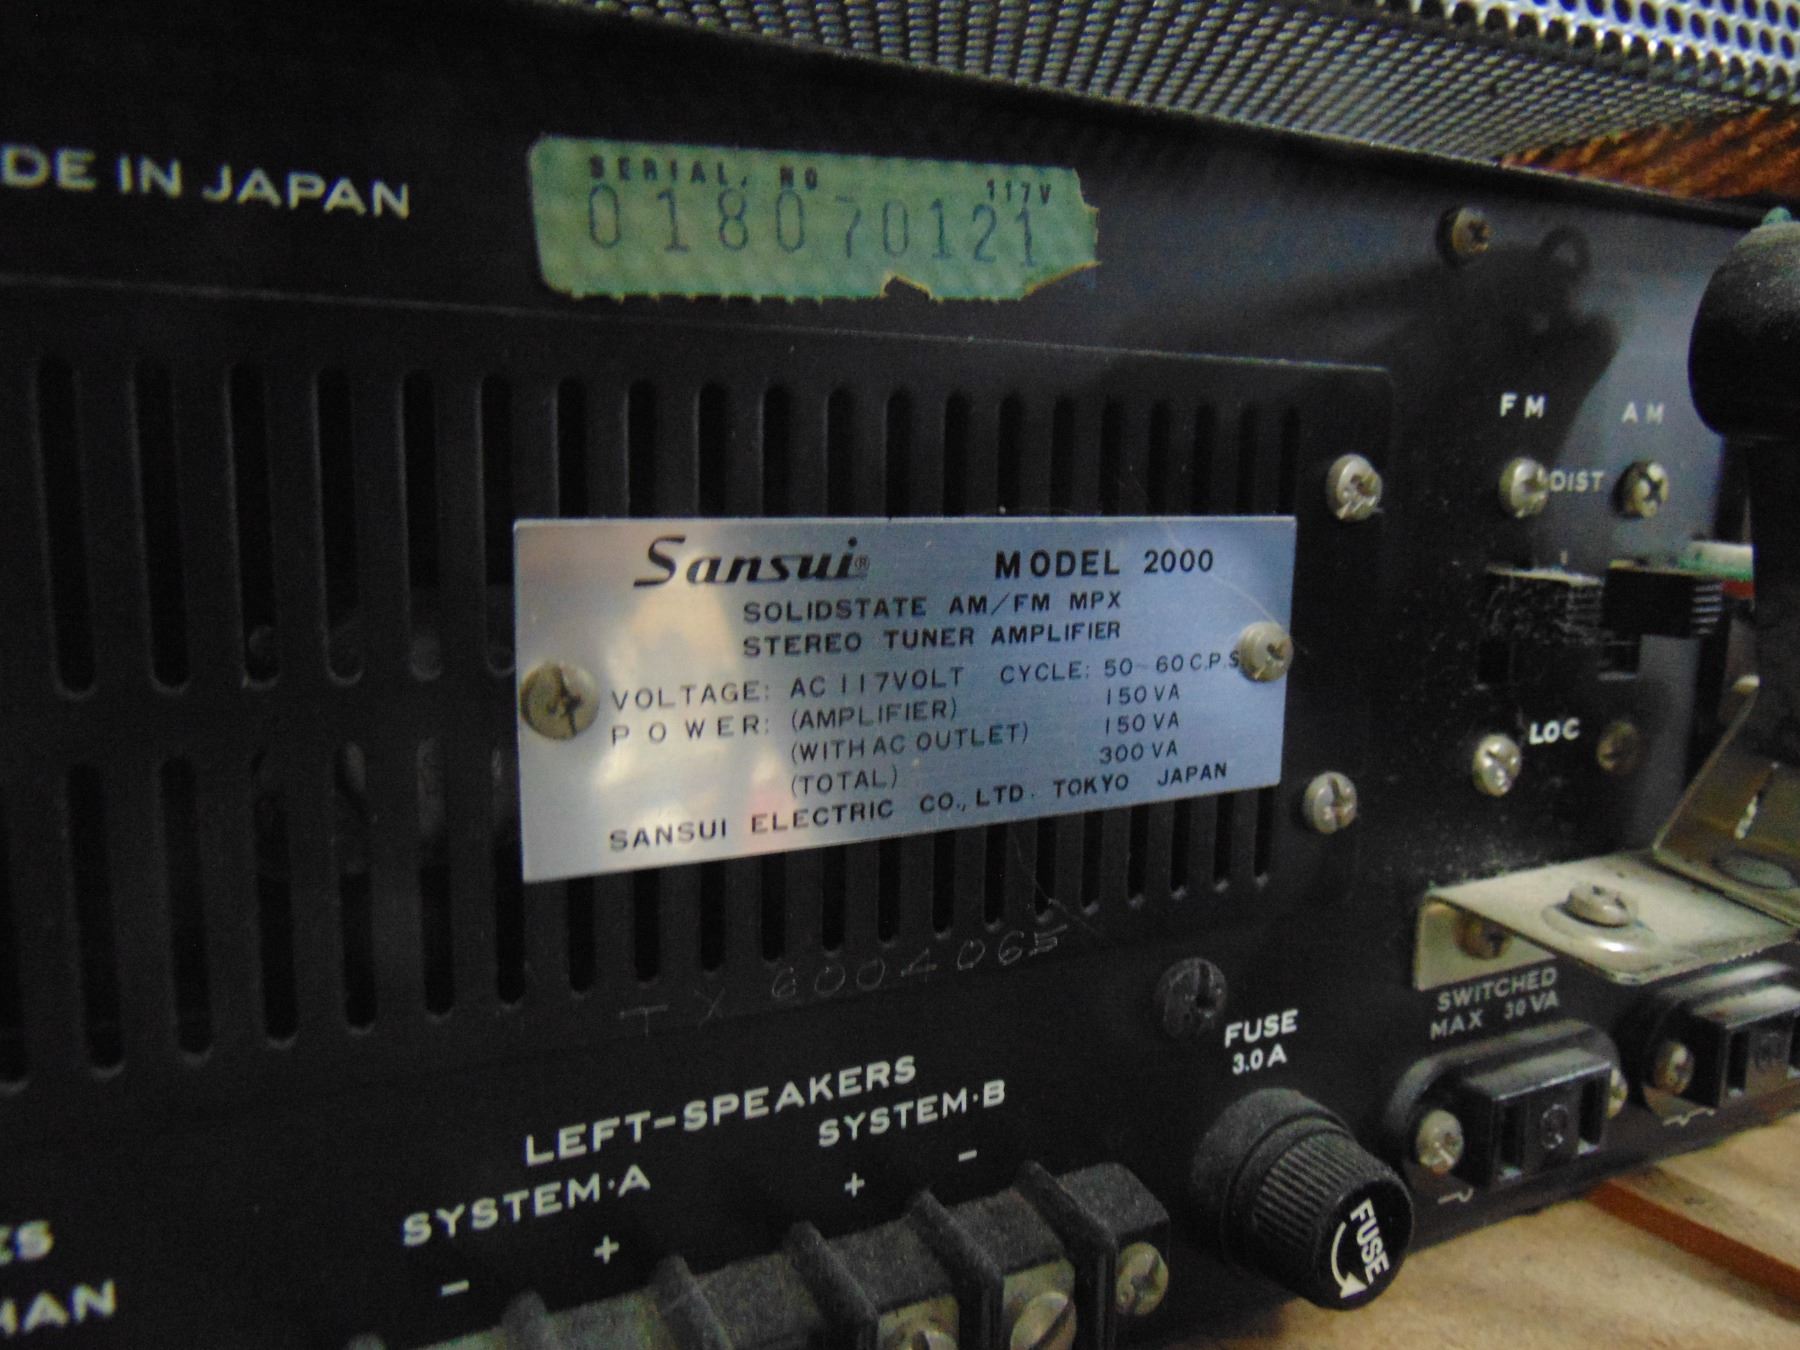 DE IN JAPAN
SERIAL. NO
117V
018070121
FM AM
DIST
Sansui® MODEL 2000
SOLIDSTATE AM/FM MPX
STEREO TUNER AMPLIFIER
VOLTAGE: AC 117VOLT CYCLE: 50~60C.P.S
POWER: (AMPLIFIER) 150VA
(WITH AC OUTLET) 150VA
(TOTAL) 300VA
SANSUI ELECTRIC CO., LTD. TOKYO JAPAN
LOC
TX 6004065
SWITCHED
MAX 30VA
FUSE
3.0A
LEFT-SPEAKERS
SYSTEM·A SYSTEM·B
- + + -
FUSE
HAN